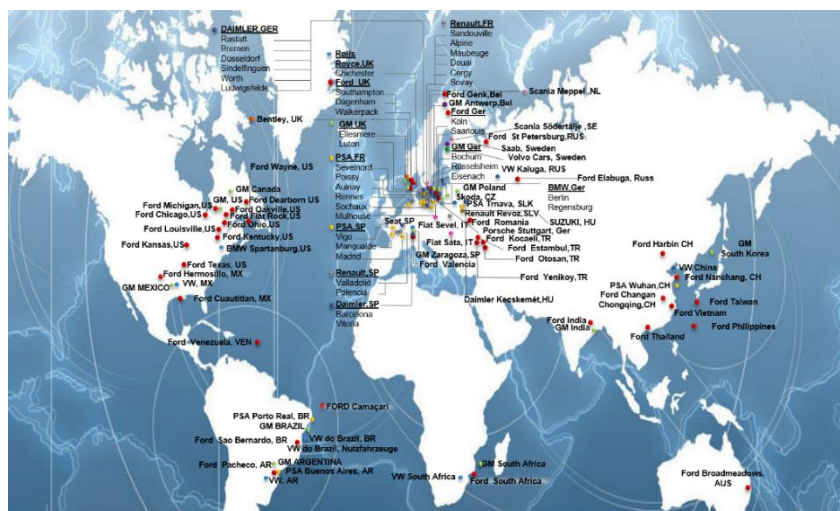 DAIMLER,GER
Rastatt
Bremen
Düsseldorf
Sindelfinguen
Worth
Ludwigsfelde
Rolls
Royce,UK
Chichester
Ford UK
Southampton
Dagenham
Walkerpack
Bentley, UK
GM UK
Ellesmere
Luton
PSA,FR
Sevelnord
Poissy
Aulnay
Rennes
Sochaux
Mulhouse
PSA,SP
Vigo
Mangualde
Madrid
Renault,SP
Valladolid
Palencia
Daimler,SP
Barcelona
Vitoria
Renault,FR
Sandouville
Alpine
Maubeuge
Douai
Cergy
Sovay
Ford Genk,Bel
GM Antwerp,Bel
Ford Ger
Köln
Saarlouis
GM Ger
Bochum
Rüsselsheim
Eisenach
Scania Meppel ,NL
Scania Södertälje ,SE
Ford St Petersburg,RUS
Saab, Sweden
Volvo Cars, Sweden
VW Kaluga, RUS
Ford Elabuga, Russ
BMW,Ger
Berlin
Regensburg
GM Poland
Skoda, CZ
PSA Trnava, SLK
Renault Revoz,SLV
Ford Romania
SUZUKI, HU
Porsche Stuttgart, Ger
Ford Kocaeli,TR
Ford Estambul,TR
Ford Otosan,TR
Ford Yenikoy,TR
Seat,SP
Fiat Sevel, IT
Fiat Sata, IT
GM Zaragoza,SP
Ford Valencia
Daimler Kecskemét,HU
Ford Wayne, US
GM Canada
GM, US
Ford Dearborn US
Ford Michigan,US
Ford Oakville,US
Ford Chicago,US
Ford Flat Rock,US
Ford Ohio,US
Ford Louisville,US
Ford Kentucky,US
Ford Kansas,US
BMW Spartanburg,US
Ford Texas, US
Ford Hermosillo, MX
GM MEXICO
VW, MX
Ford Cuautitlan, MX
Ford Venezuela, VEN
FORD Camaçari
PSA Porto Real, BR
GM BRAZIL
Ford Sao Bernardo, BR
VW do Brazil, BR
VW do Brazil, Nutzfahrzeuge
Ford Pacheco, AR
GM ARGENTINA
PSA Buenos Aires, AR
VW, AR
VW South Africa
GM South Africa
Ford South Africa
Ford Harbin CH
GM
South Korea
VW China
Ford Nanchang, CH
PSA Wuhan,CH
Ford Changan
Chongqing,CH
Ford Taiwan
Ford Vietnam
Ford India
GM India
Ford Thailand
Ford Philippines
Ford Broadmeadows,
AUS